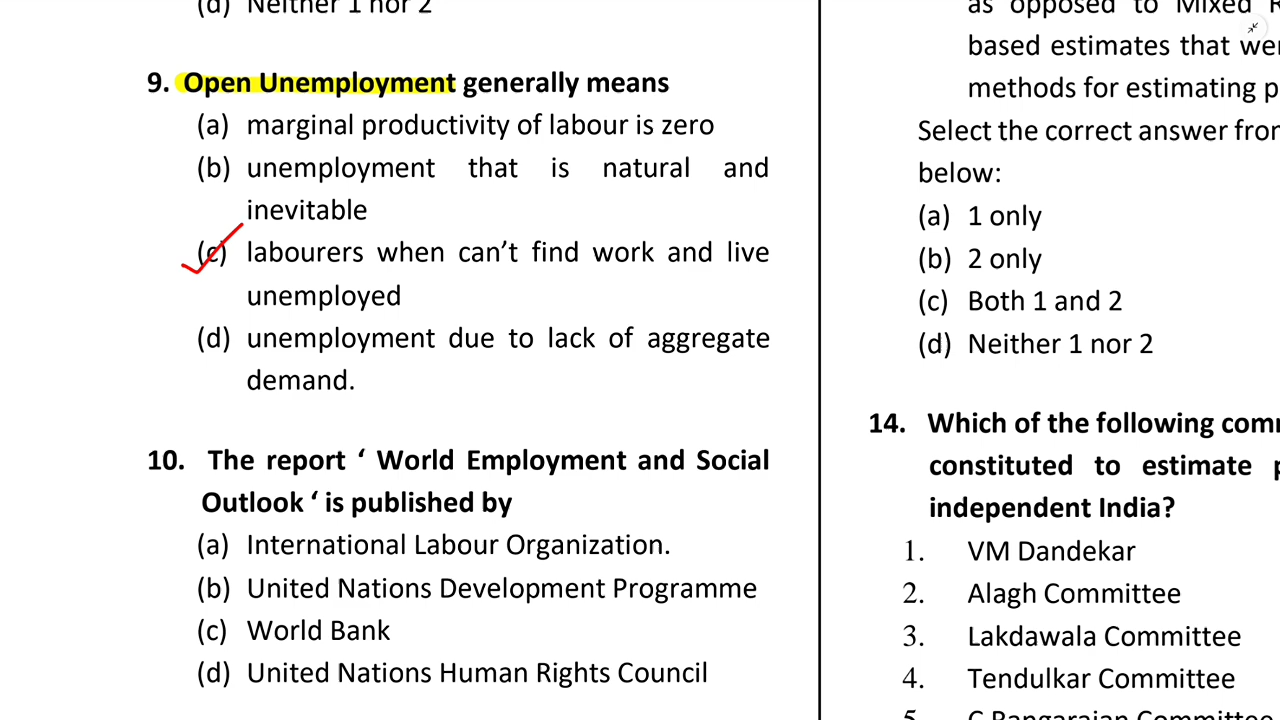 (d) Neither 1 nor 2
9. Open Unemployment generally means
(a) marginal productivity of labour is zero
(b) unemployment that is natural and
inevitable
(c) labourers when can't find work and live
unemployed
(d) unemployment due to lack of aggregate
demand.
10. The report ‘ World Employment and Social
Outlook ‘ is published by
(a) International Labour Organization.
(b) United Nations Development Programme
(c) World Bank
(d) United Nations Human Rights Council
as opposed to Mixed R
based estimates that wer
methods for estimating p
Select the correct answer from
below:
(a) 1 only
(b) 2 only
(c) Both 1 and 2
(d) Neither 1 nor 2
14. Which of the following com
constituted to estimate p
independent India?
1. VM Dandekar
2. Alagh Committee
3. Lakdawala Committee
4. Tendulkar Committee
5. C Rangarajan Committee